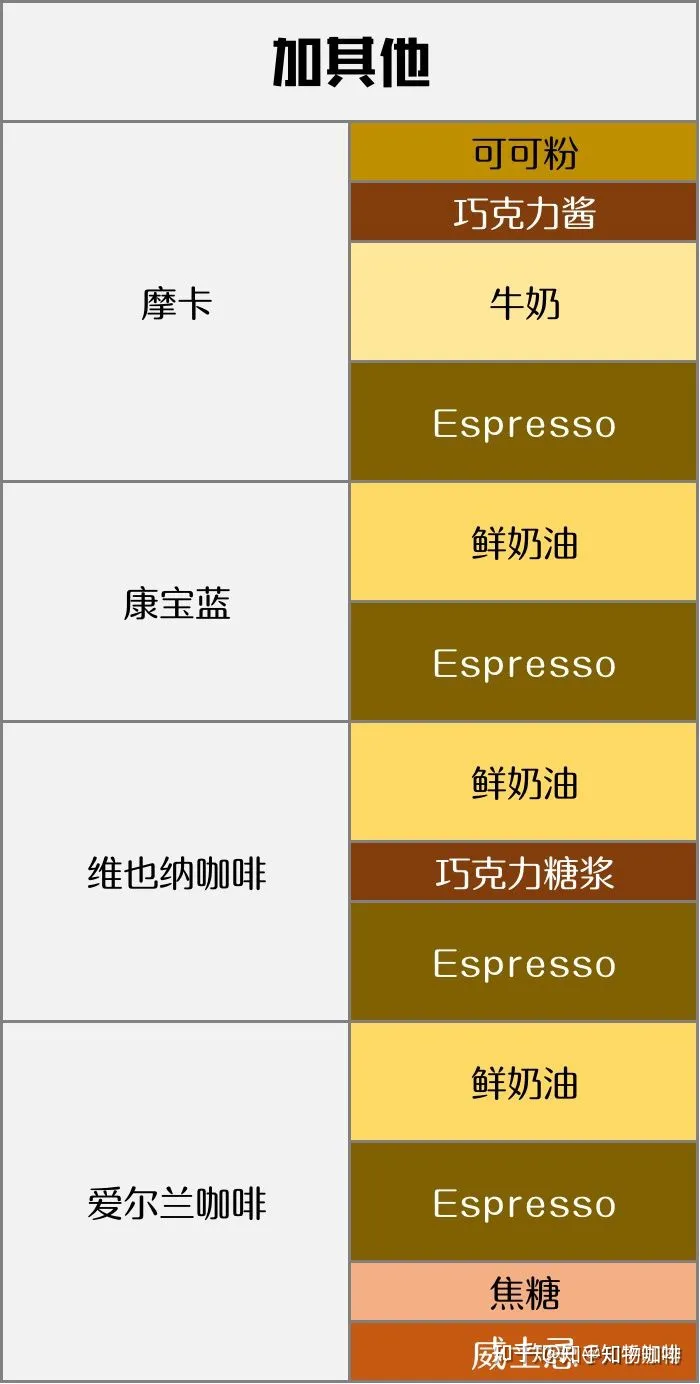 加其他
摩卡
可可粉
巧克力酱
牛奶
Espresso
康宝蓝
鲜奶油
Espresso
维也纳咖啡
鲜奶油
巧克力糖浆
Espresso
爱尔兰咖啡
鲜奶油
Espresso
焦糖
威士忌
知乎 @知物咖啡